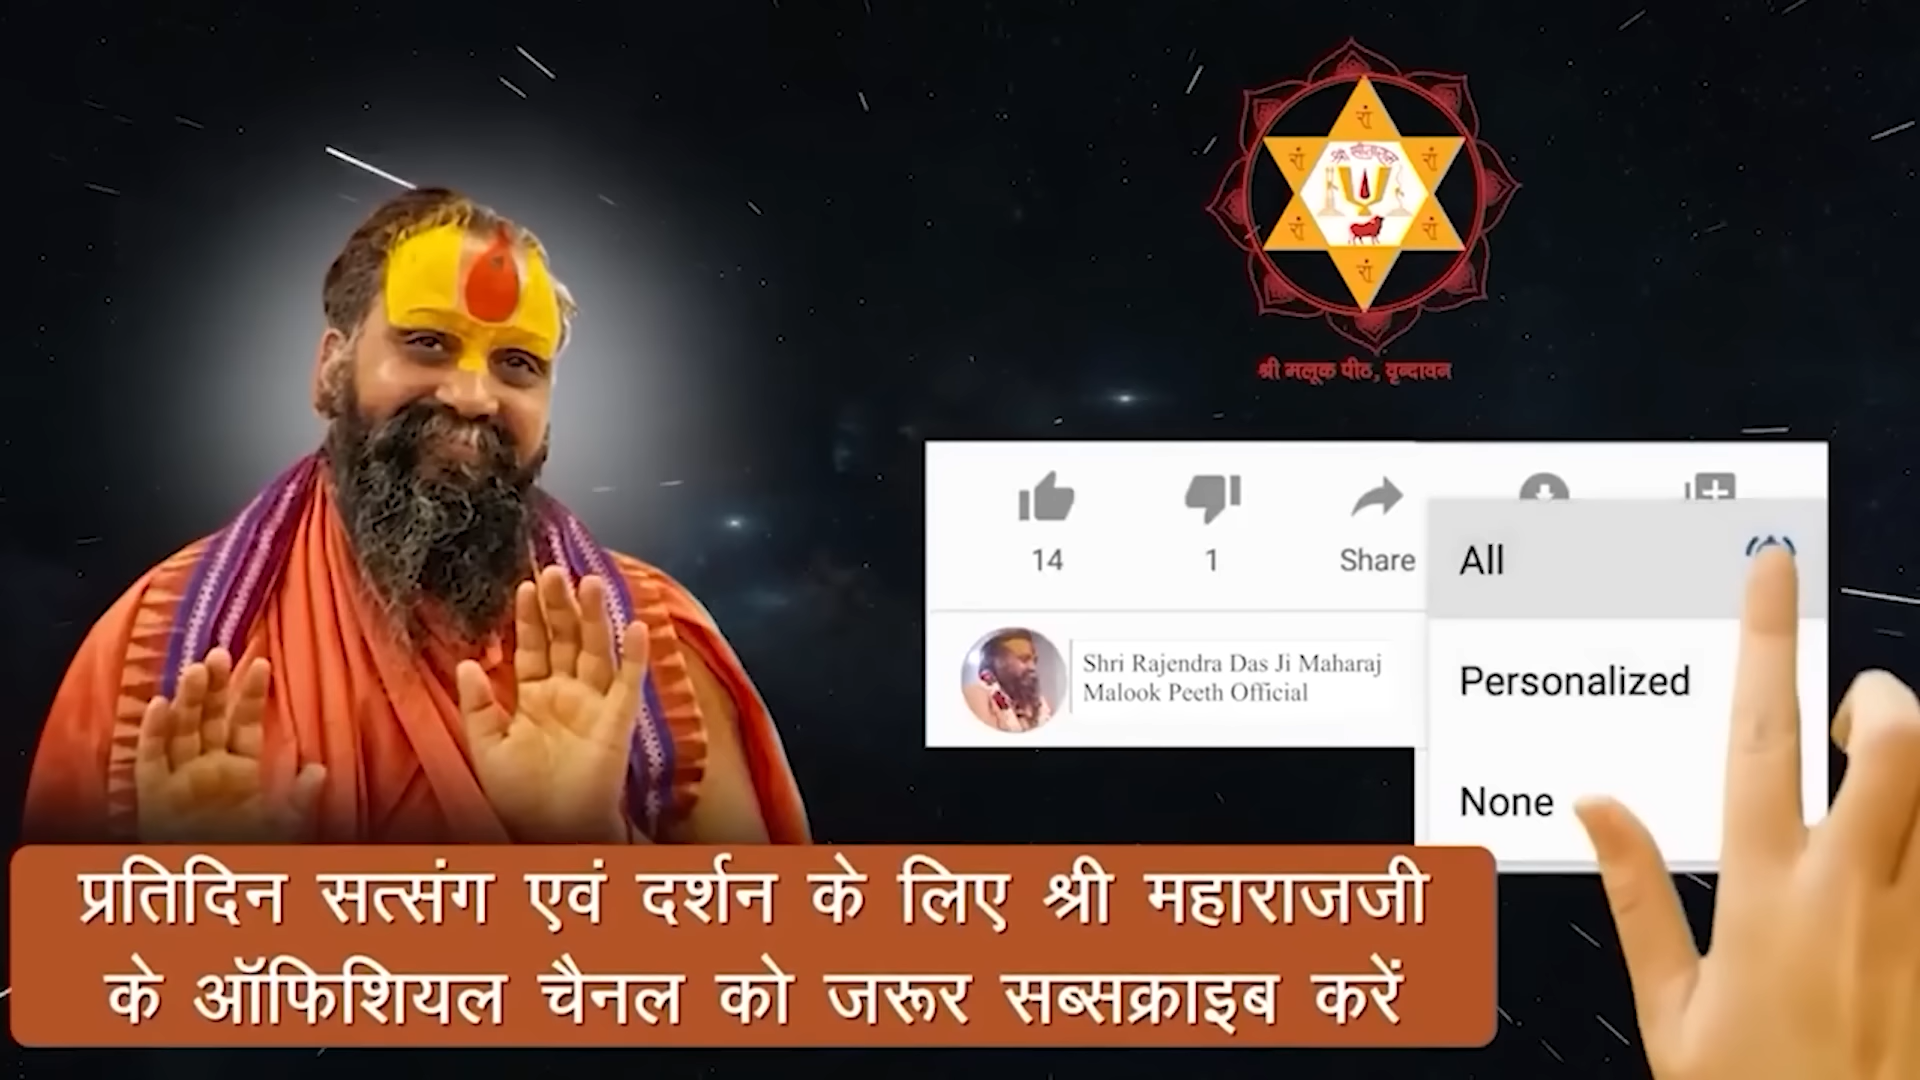 रां
रां
रां
श्री सीताराम
रां
रां
रां
श्री मलूक पीठ, वृन्दावन
14
1
Share
All
Shri Rajendra Das Ji Maharaj
Malook Peeth Official
Personalized
None
प्रतिदिन सत्संग एवं दर्शन के लिए श्री महाराजजी
के ऑफिशियल चैनल को जरूर सब्सक्राइब करें